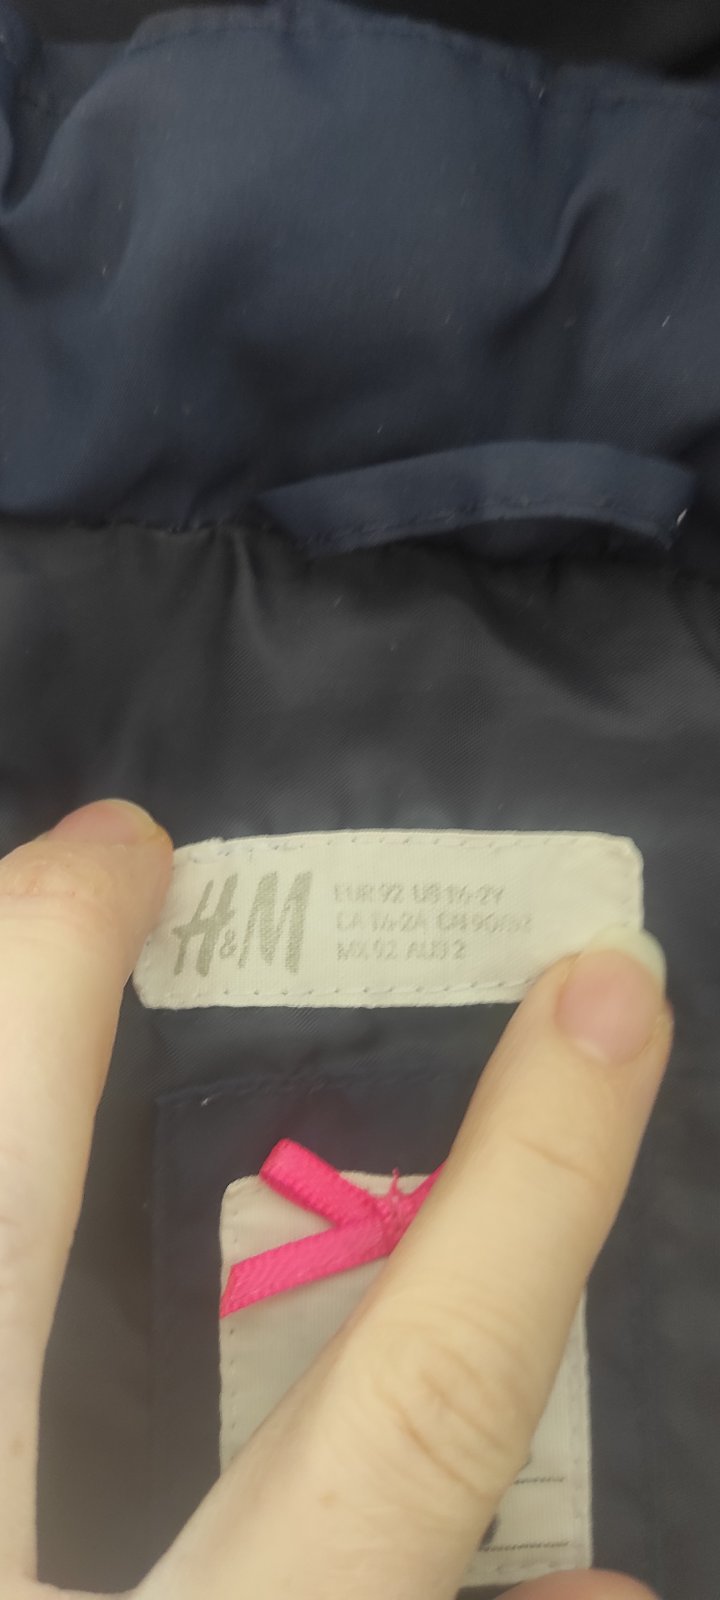 H&M
EUR 92 US 1½-2Y
CA 1½-2A CN 90/52
MX 92 AUS 2